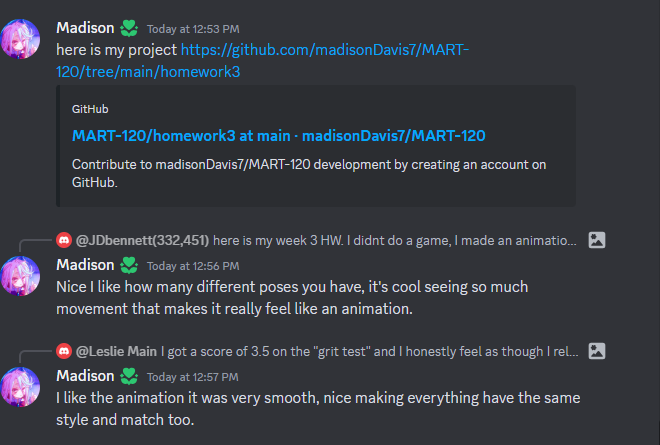 Madison Today at 12:53 PM
here is my project https://github.com/madisonDavis7/MART-
120/tree/main/homework3
GitHub
MART-120/homework3 at main · madisonDavis7/MART-120
Contribute to madisonDavis7/MART-120 development by creating an account on
GitHub.
@JDbennett(332,451) here is my week 3 HW. I didnt do a game, I made an animatio...
Madison Today at 12:56 PM
Nice I like how many different poses you have, it's cool seeing so much
movement that makes it really feel like an animation.
@Leslie Main I got a score of 3.5 on the "grit test" and I honestly feel as though I rel...
Madison Today at 12:57 PM
I like the animation it was very smooth, nice making everything have the same
style and match too.